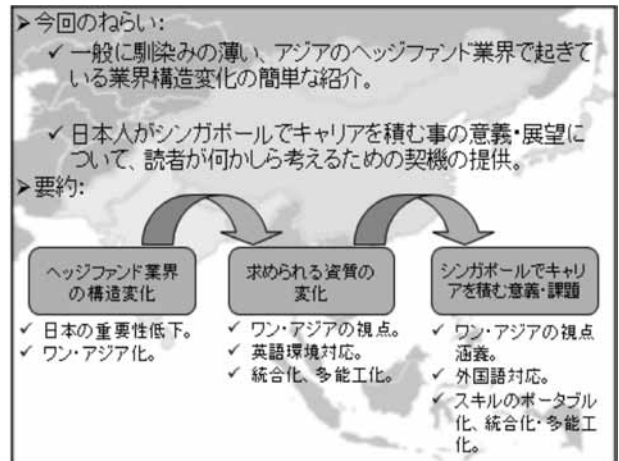 ➤今回のねらい:
✓ 一般に馴染みの薄い、アジアのヘッジファンド業界で起きて
いる業界構造変化の簡単な紹介。
✓ 日本人がシンガポールでキャリアを積む事の意義・展望に
ついて、読者が何かしら考えるための契機の提供。
➤要約:
ヘッジファンド業界
の構造変化
✓ 日本の重要性低下。
✓ ワン・アジア化。
求められる資質の
変化
✓ ワン・アジアの視点。
✓ 英語環境対応。
✓ 統合化、多能工化。
シンガポールでキャリ
アを積む意義・課題
✓ ワン・アジアの視点
涵義。
✓ 外国語対応。
✓ スキルのポータブル
化、統合化・多能工
化。